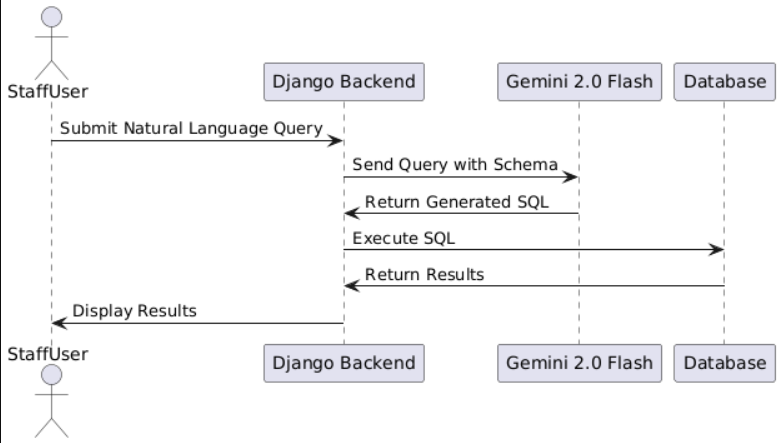 StaffUser
Django Backend
Gemini 2.0 Flash
Database
Submit Natural Language Query
Send Query with Schema
Return Generated SQL
Execute SQL
Return Results
Display Results
StaffUser
Django Backend
Gemini 2.0 Flash
Database